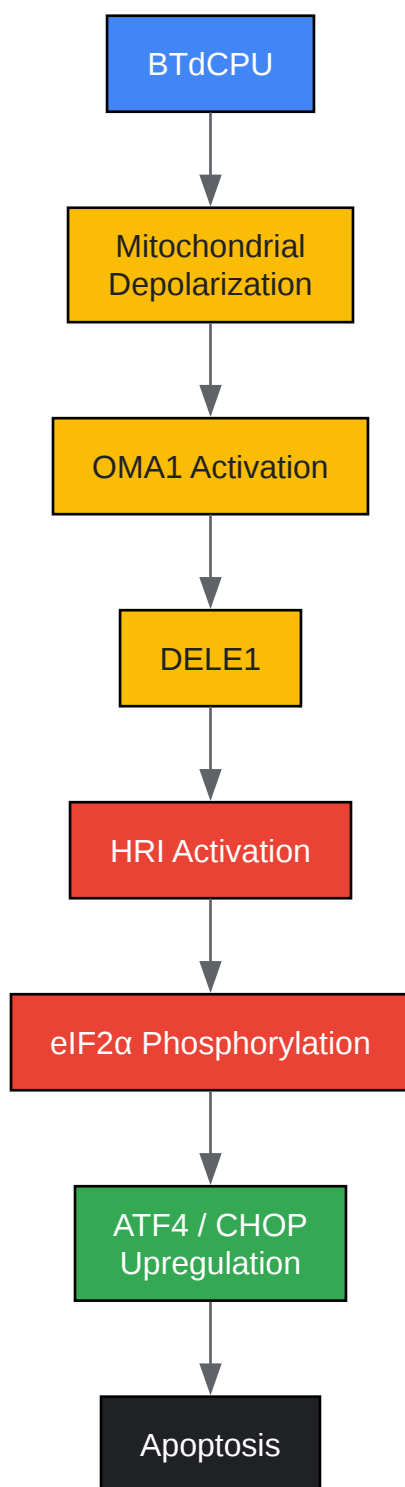 BTdCPU
Mitochondrial
Depolarization
OMA1 Activation
DELE1
HRI Activation
eIF2α Phosphorylation
ATF4 / CHOP
Upregulation
Apoptosis